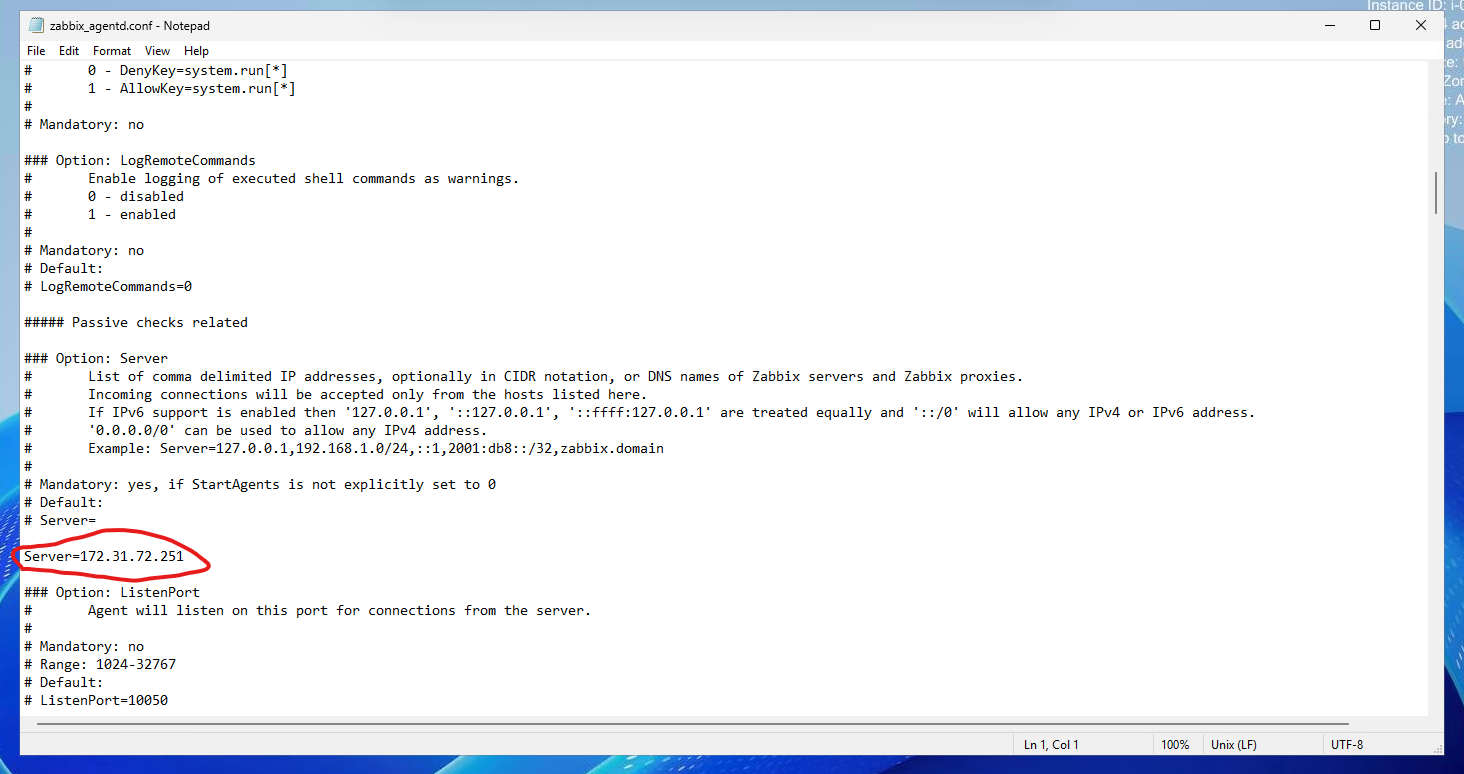 Instance ID: i-0
zabbix_agentd.conf - Notepad
File Edit Format View Help
# 0 - DenyKey=system.run[*]
# 1 - AllowKey=system.run[*]
#
# Mandatory: no
### Option: LogRemoteCommands
# Enable logging of executed shell commands as warnings.
# 0 - disabled
# 1 - enabled
#
# Mandatory: no
# Default:
# LogRemoteCommands=0
##### Passive checks related
### Option: Server
# List of comma delimited IP addresses, optionally in CIDR notation, or DNS names of Zabbix servers and Zabbix proxies.
# Incoming connections will be accepted only from the hosts listed here.
# If IPv6 support is enabled then '127.0.0.1', '::127.0.0.1', '::ffff:127.0.0.1' are treated equally and '::/0' will allow any IPv4 or IPv6 address.
# '0.0.0.0/0' can be used to allow any IPv4 address.
# Example: Server=127.0.0.1,192.168.1.0/24,::1,2001:db8::/32,zabbix.domain
#
# Mandatory: yes, if StartAgents is not explicitly set to 0
# Default:
# Server=
Server=172.31.72.251
### Option: ListenPort
# Agent will listen on this port for connections from the server.
#
# Mandatory: no
# Range: 1024-32767
# Default:
# ListenPort=10050
Ln 1, Col 1 100% Unix (LF) UTF-8